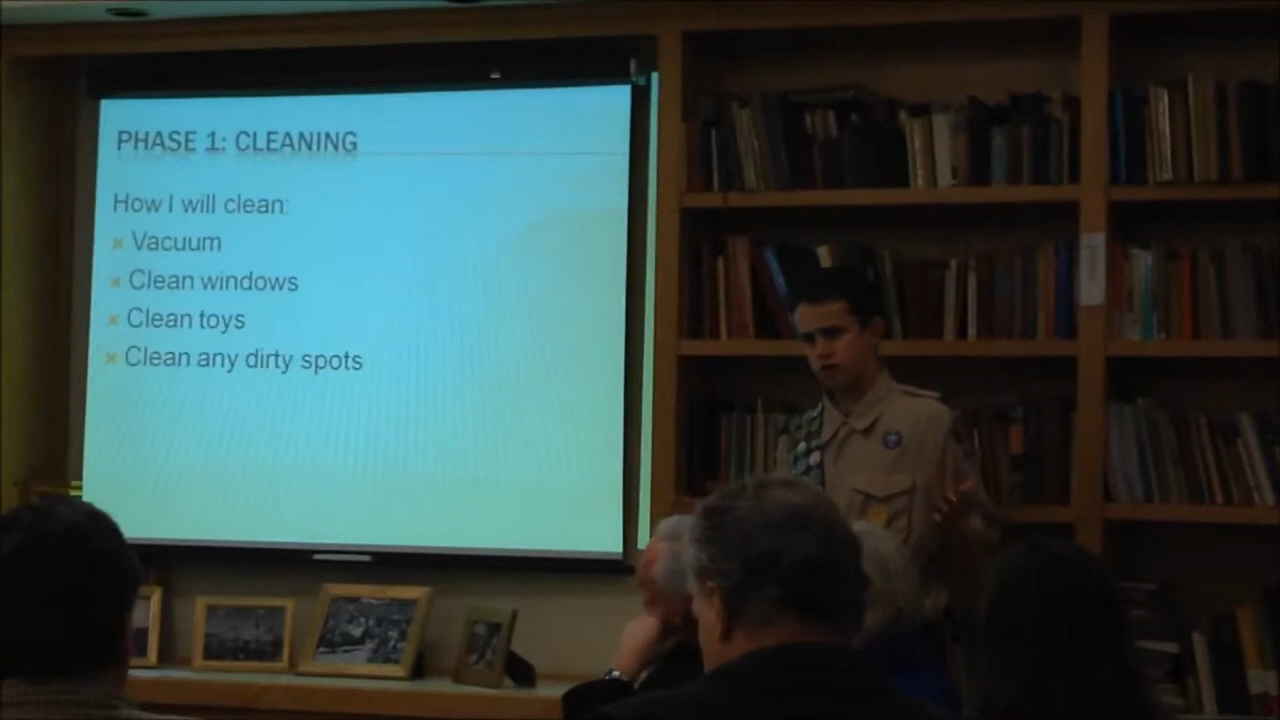 PHASE 1: CLEANING
How I will clean:
Vacuum
Clean windows
Clean toys
Clean any dirty spots